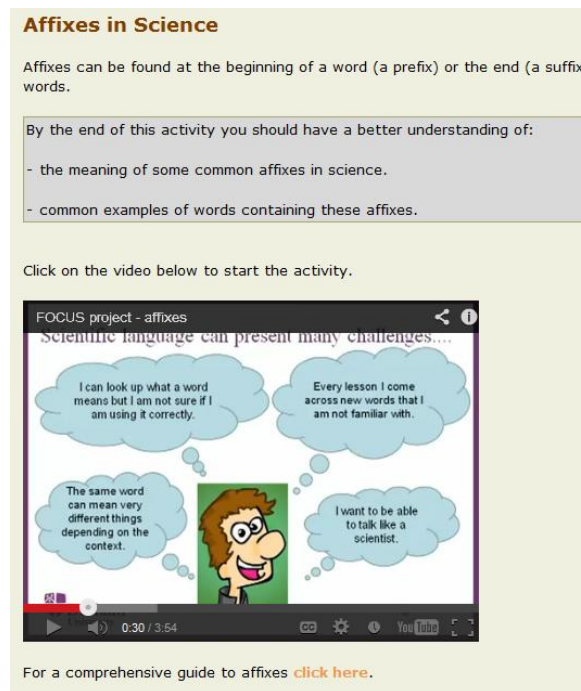 Affixes in Science
Affixes can be found at the beginning of a word (a prefix) or the end (a suffix
words.
By the end of this activity you should have a better understanding of:
- the meaning of some common affixes in science.
- common examples of words containing these affixes.
Click on the video below to start the activity.
FOCUS project - affixes
Scientific language can present many challenges....
I can look up what a word
means but I am not sure if I
am using it correctly.
Every lesson I come
across new words that I
am not familiar with.
The same word
can mean very
different things
depending on the
context.
I want to be able
to talk like a
scientist.
0:30 / 3:54
CC
YouTube
For a comprehensive guide to affixes click here.